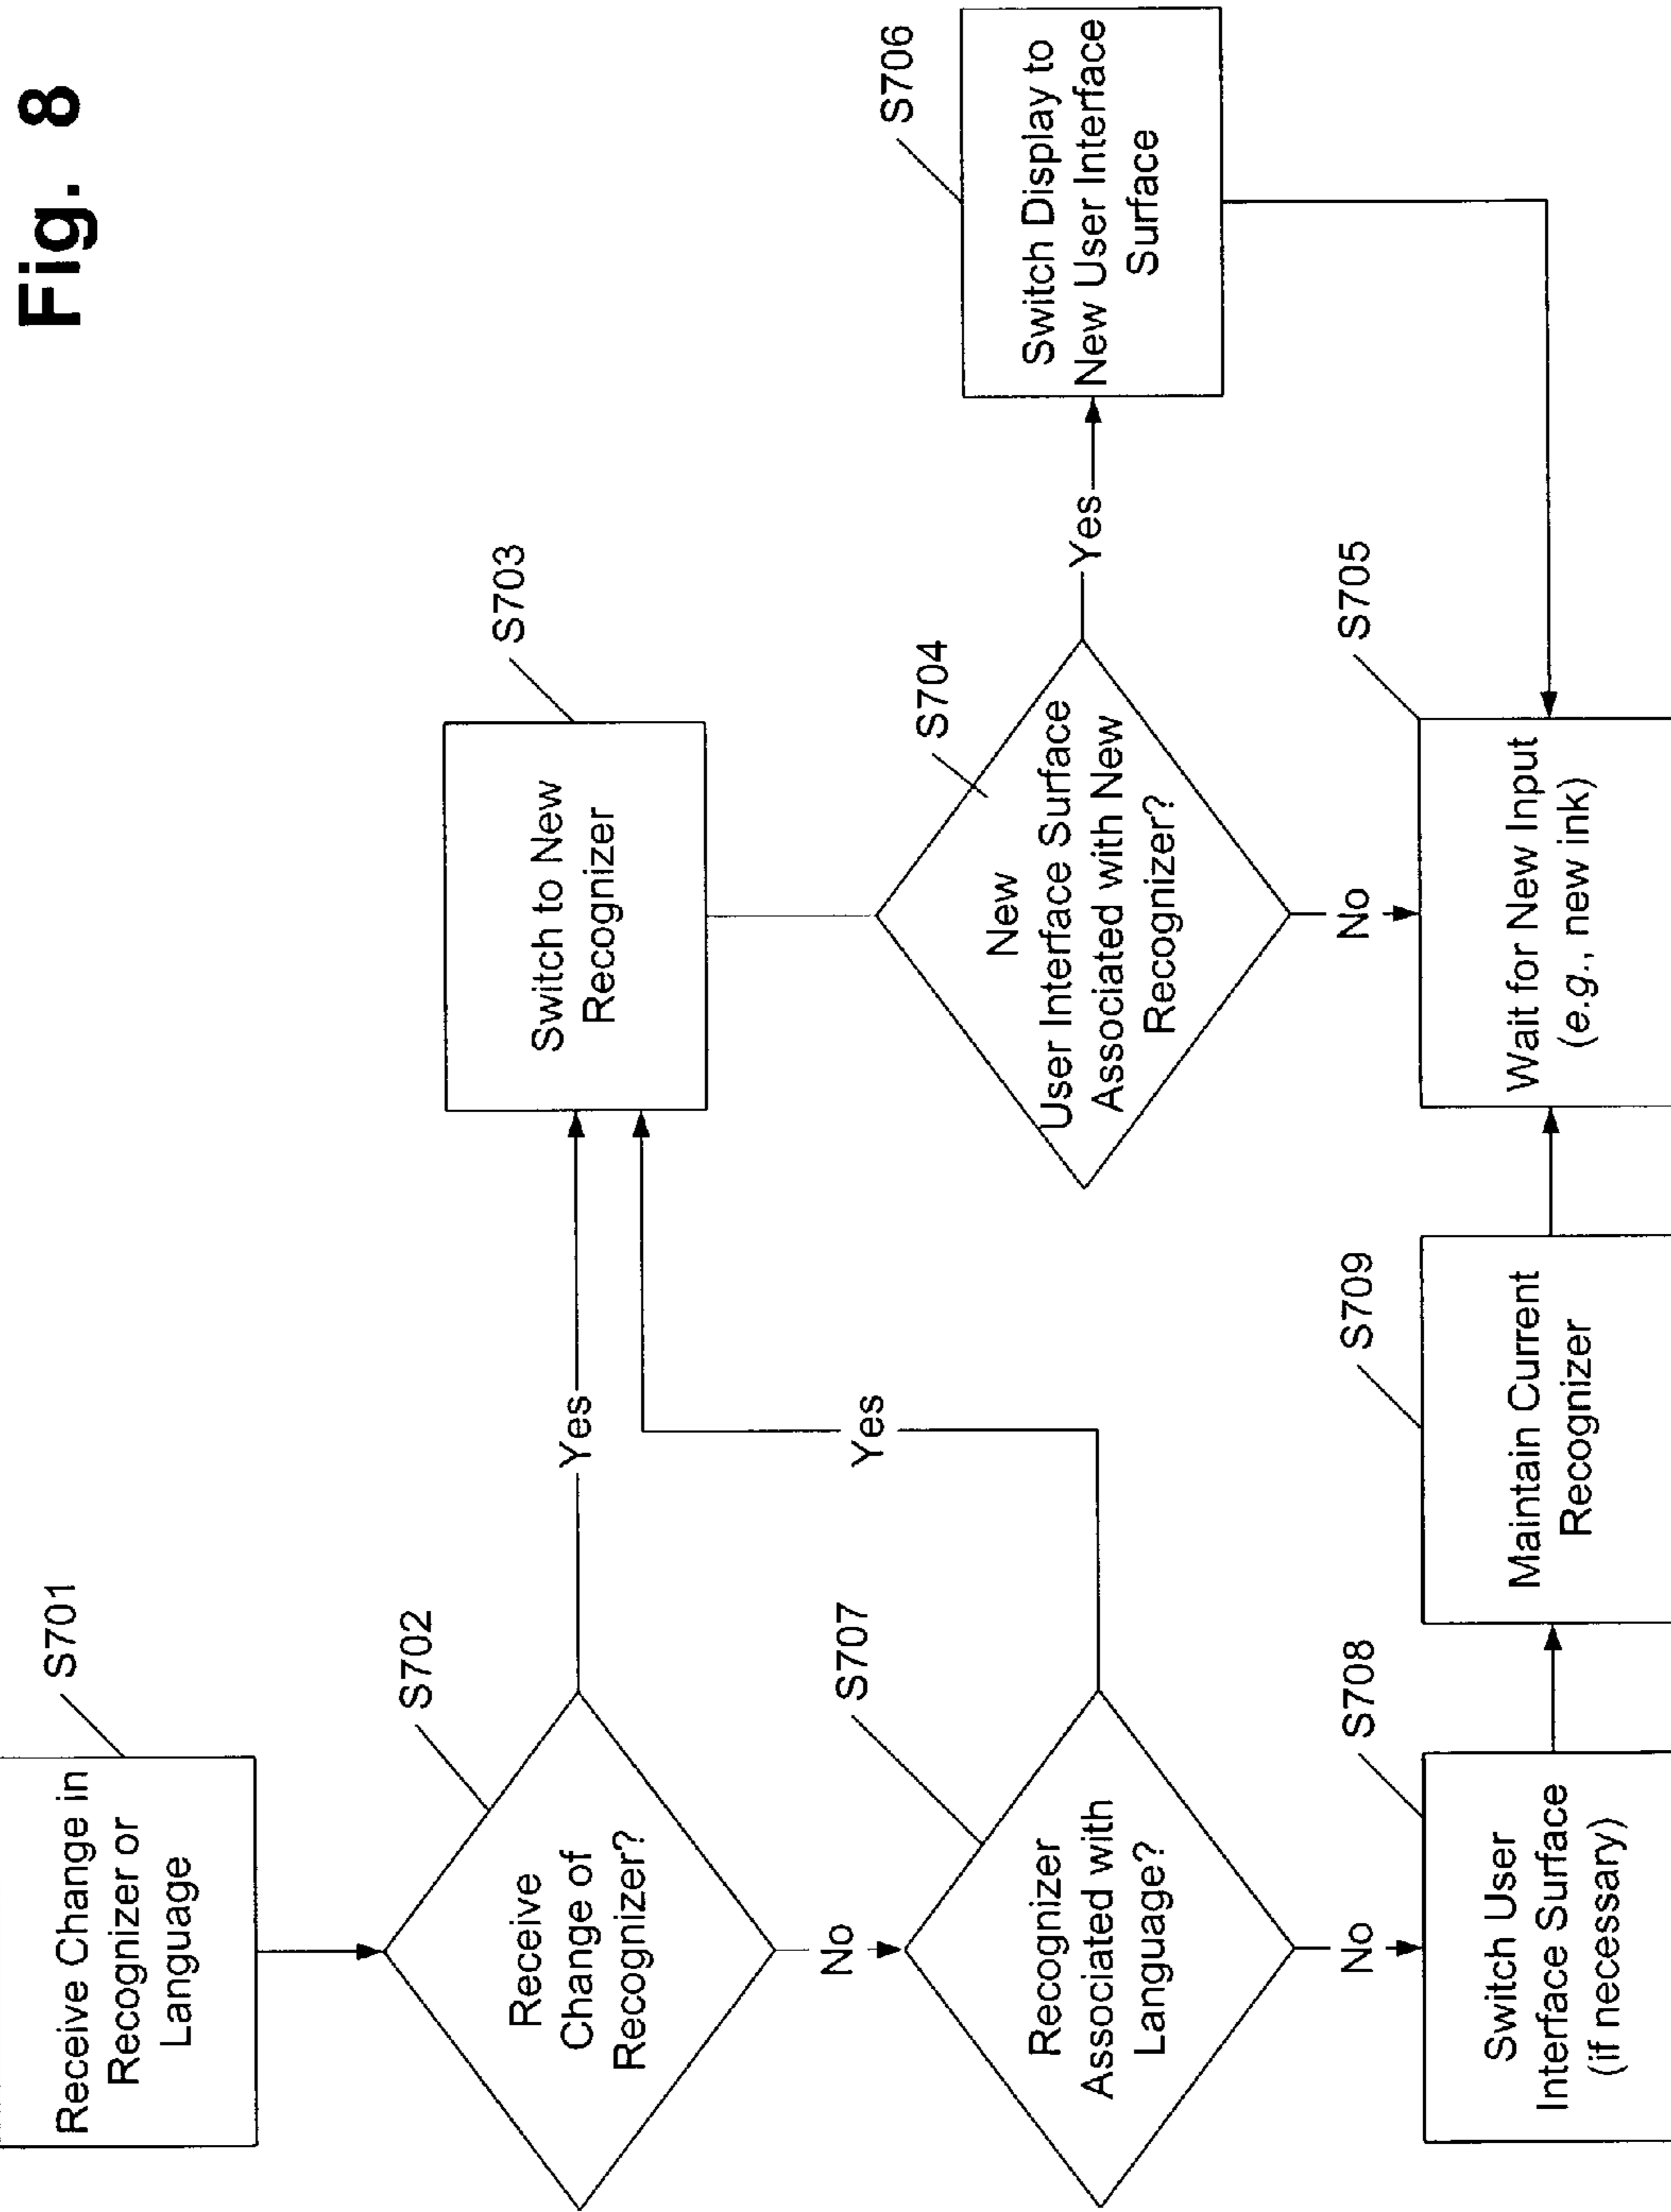 Fig. 8
S701
Receive Change in
Recognizer or
Language
S702
Receive
Change of
Recognizer?
Yes
No
S703
Switch to New
Recognizer
S704
New
User Interface Surface
Associated with New
Recognizer?
Yes
No
S706
Switch Display to
New User Interface
Surface
S707
Recognizer
Associated with
Language?
Yes
No
S708
Switch User
Interface Surface
(if necessary)
S709
Maintain Current
Recognizer
S705
Wait for New Input
(e.g., new ink)